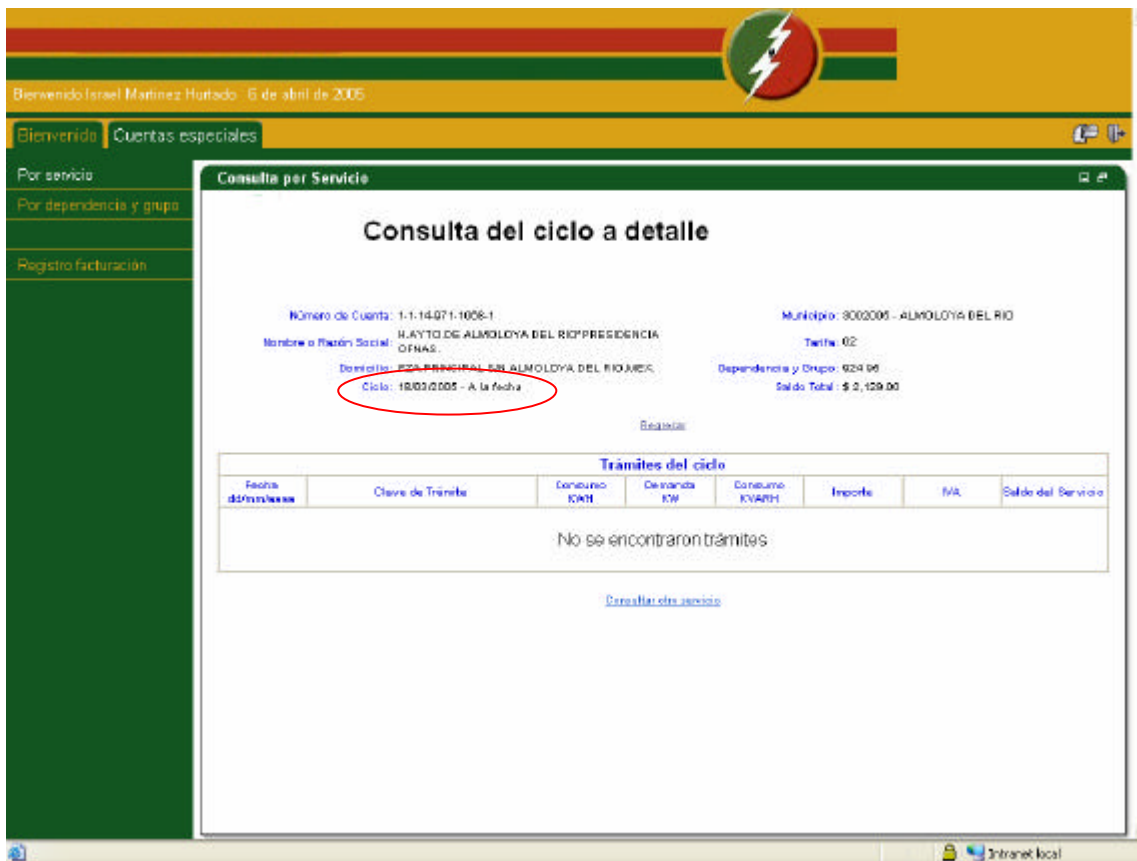 Bienvenido Israel Martinez Hurtado 6 de abril de 2005
Bienvenido Cuentas especiales
Por servicio
Por dependencia y grupo
Registro facturación
Consulta por Servicio
Consulta del ciclo a detalle
Número de Cuenta: 1-1-14-971-1068-1 Municipio: - ALMOLOYA DEL RIO
Nombre o Razón Social: H.AYTO.DE ALMOLOYA DEL RIO*PRESIDENCIA OFNAS. Tarifa: 02
Domicilio: PZA.PRINCIPAL S/N ALMOLOYA DEL RIO,MEX. Dependencia y Grupo: 924 96
Ciclo: 18/03/2005 - A la fecha Saldo Total: $ 2,129.00
Regresar
Trámites del ciclo
Fecha dd/mm/aaaa Clave de Trámite Consumo KWH Demanda KW Consumo KVARH Importe IVA Saldo del Servicio
No se encontraron trámites
Consultar otro servicio
Intranet local